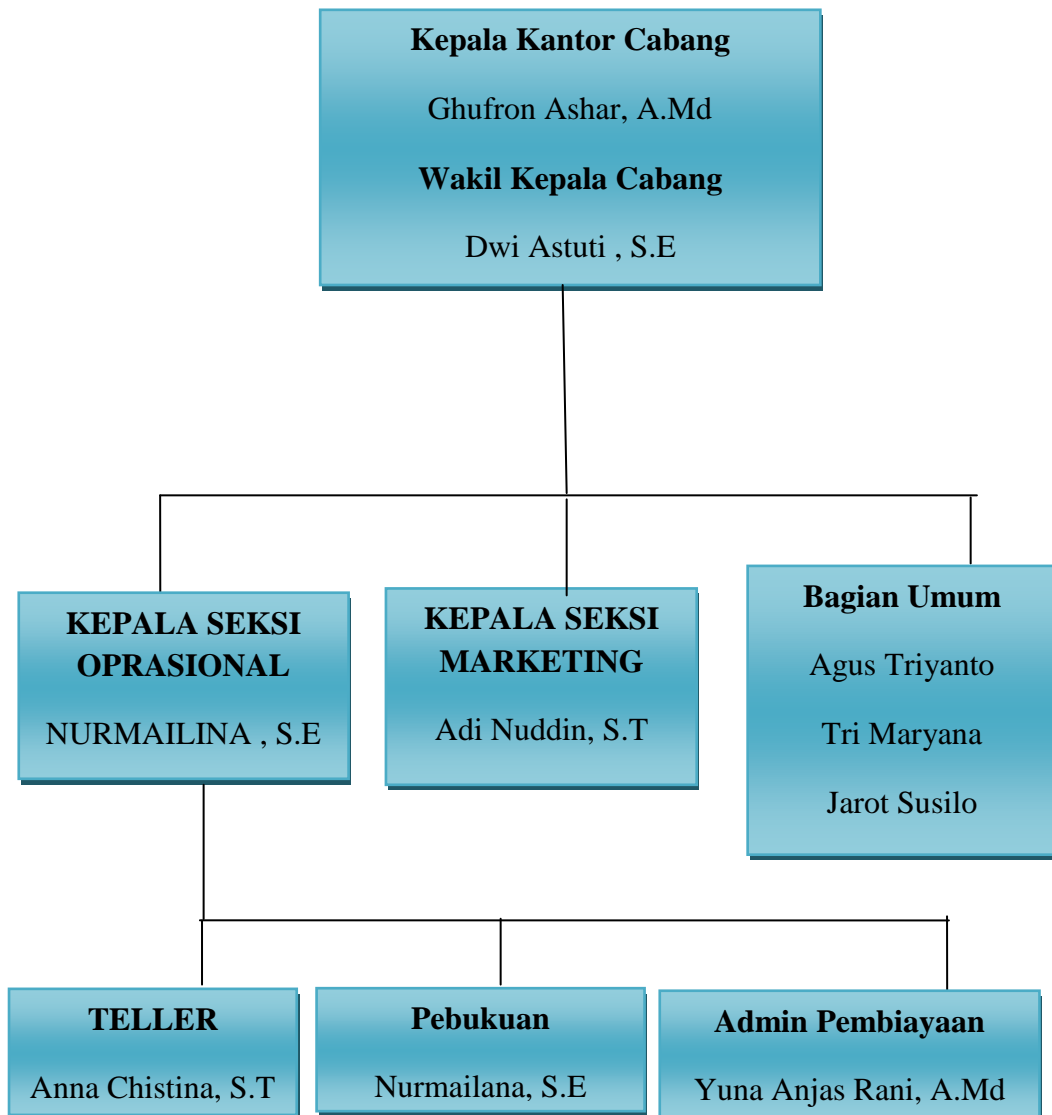 Kepala Kantor Cabang
Ghufron Ashar, A.Md
Wakil Kepala Cabang
Dwi Astuti , S.E
KEPALA SEKSI
OPRASIONAL
NURMAILINA , S.E
KEPALA SEKSI
MARKETING
Adi Nuddin, S.T
Bagian Umum
Agus Triyanto
Tri Maryana
Jarot Susilo
TELLER
Anna Chistina, S.T
Pebukuan
Nurmailana, S.E
Admin Pembiayaan
Yuna Anjas Rani, A.Md